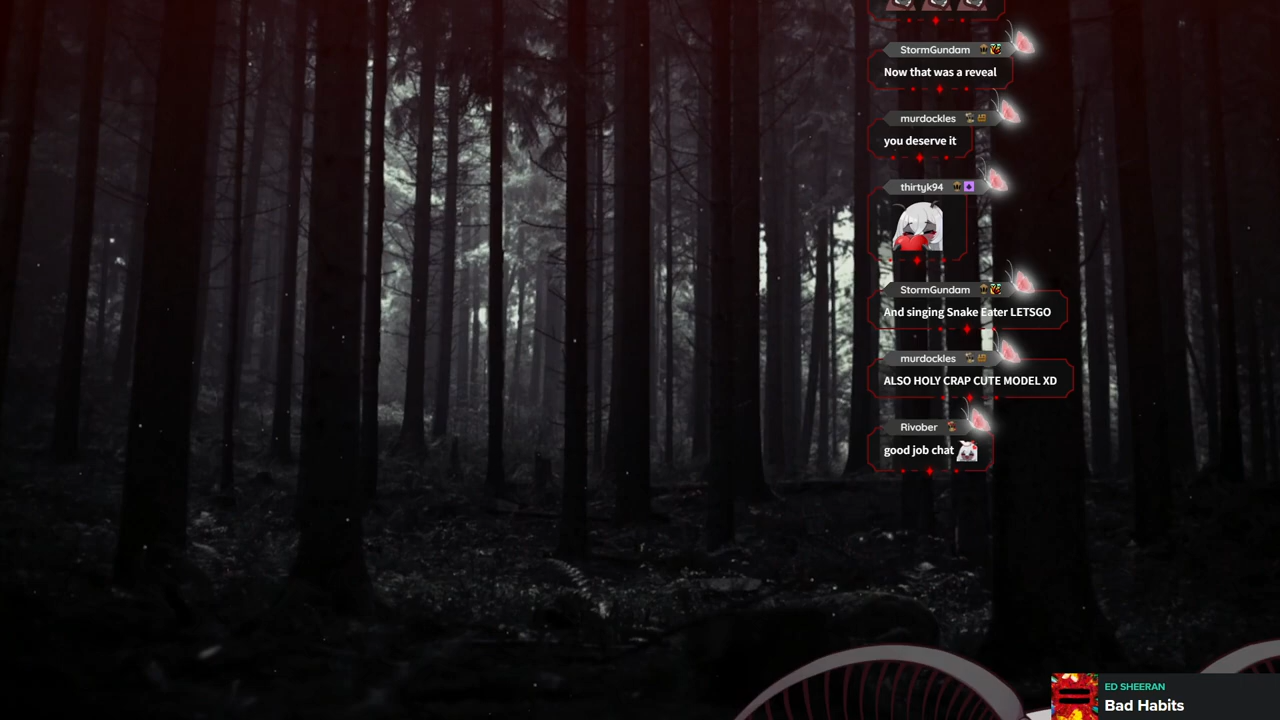 StormGundam
Now that was a reveal
murdockles
you deserve it
thirtyk94
StormGundam
And singing Snake Eater LETSGO
murdockles
ALSO HOLY CRAP CUTE MODEL XD
Rivober
good job chat
ED SHEERAN
Bad Habits